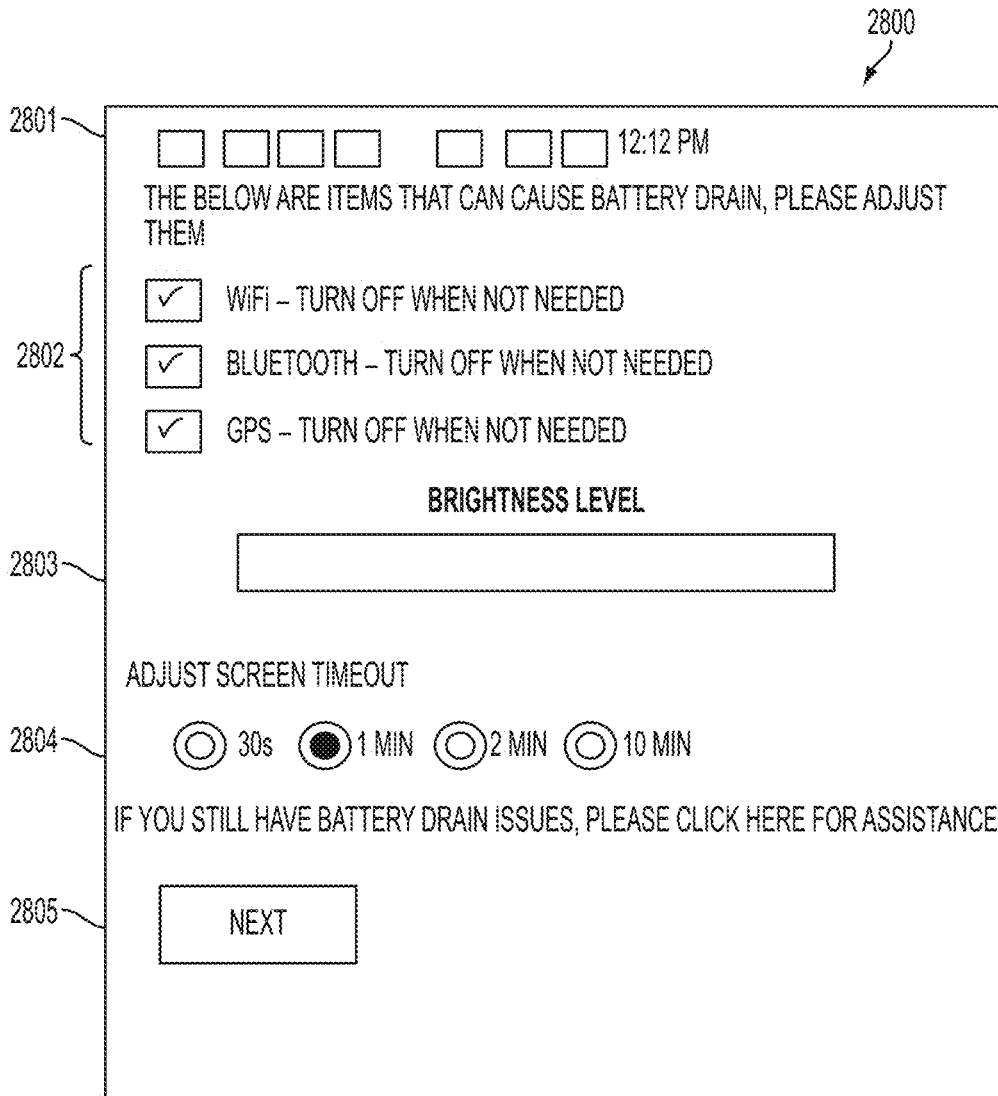 2800
2801
12:12 PM
THE BELOW ARE ITEMS THAT CAN CAUSE BATTERY DRAIN, PLEASE ADJUST
THEM
2802
WiFi – TURN OFF WHEN NOT NEEDED
BLUETOOTH – TURN OFF WHEN NOT NEEDED
GPS – TURN OFF WHEN NOT NEEDED
BRIGHTNESS LEVEL
2803
ADJUST SCREEN TIMEOUT
2804
30s 1 MIN 2 MIN 10 MIN
IF YOU STILL HAVE BATTERY DRAIN ISSUES, PLEASE CLICK HERE FOR ASSISTANCE
2805
NEXT